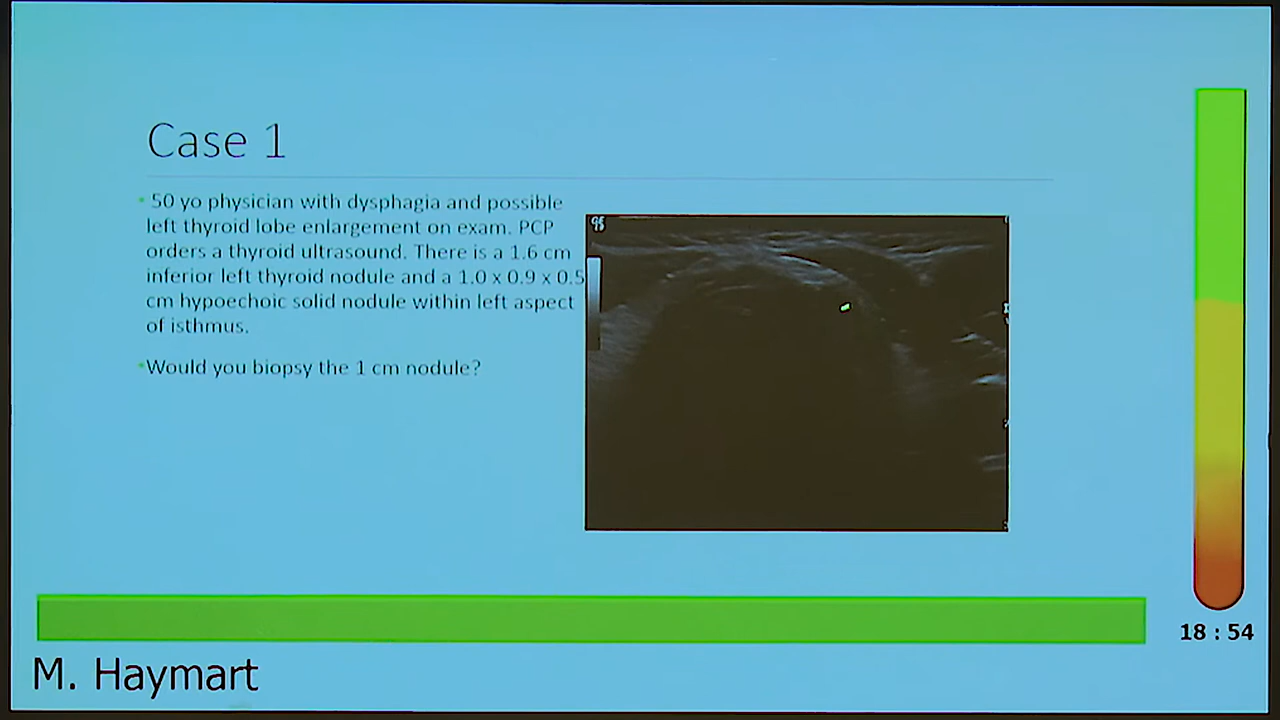 Case 1
• 50 yo physician with dysphagia and possible
left thyroid lobe enlargement on exam. PCP
orders a thyroid ultrasound. There is a 1.6 cm
inferior left thyroid nodule and a 1.0 x 0.9 x 0.5
cm hypoechoic solid nodule within left aspect
of isthmus.
• Would you biopsy the 1 cm nodule?
18 : 54
M. Haymart